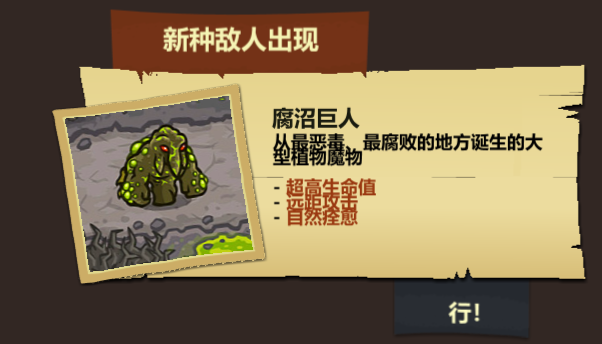 新种敌人出现
腐沼巨人
从最恶毒、最腐败的地方诞生的大
型植物魔物
- 超高生命值
- 远距攻击
- 自然痊愈
行!